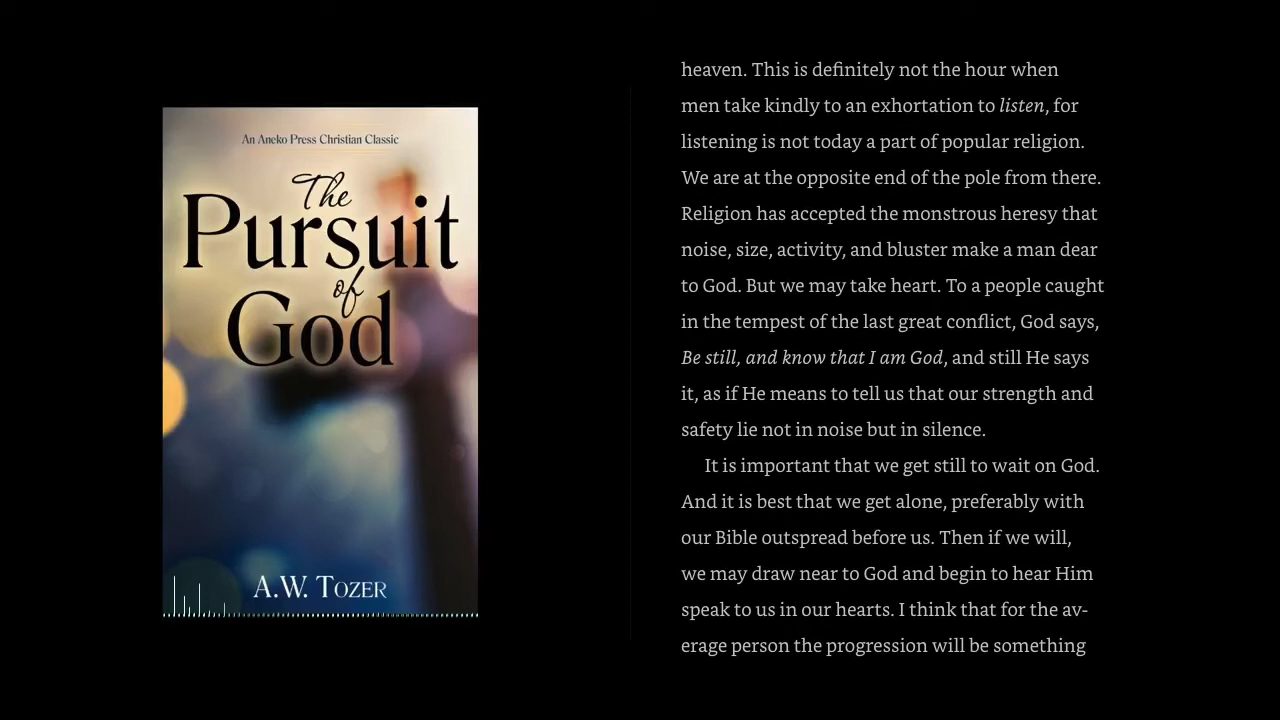 An Aneko Press Christian Classic
The
Pursuit
of
God
A.W. Tozer
heaven. This is definitely not the hour when
men take kindly to an exhortation to listen, for
listening is not today a part of popular religion.
We are at the opposite end of the pole from there.
Religion has accepted the monstrous heresy that
noise, size, activity, and bluster make a man dear
to God. But we may take heart. To a people caught
in the tempest of the last great conflict, God says,
Be still, and know that I am God, and still He says
it, as if He means to tell us that our strength and
safety lie not in noise but in silence.
It is important that we get still to wait on God.
And it is best that we get alone, preferably with
our Bible outspread before us. Then if we will,
we may draw near to God and begin to hear Him
speak to us in our hearts. I think that for the av-
erage person the progression will be something